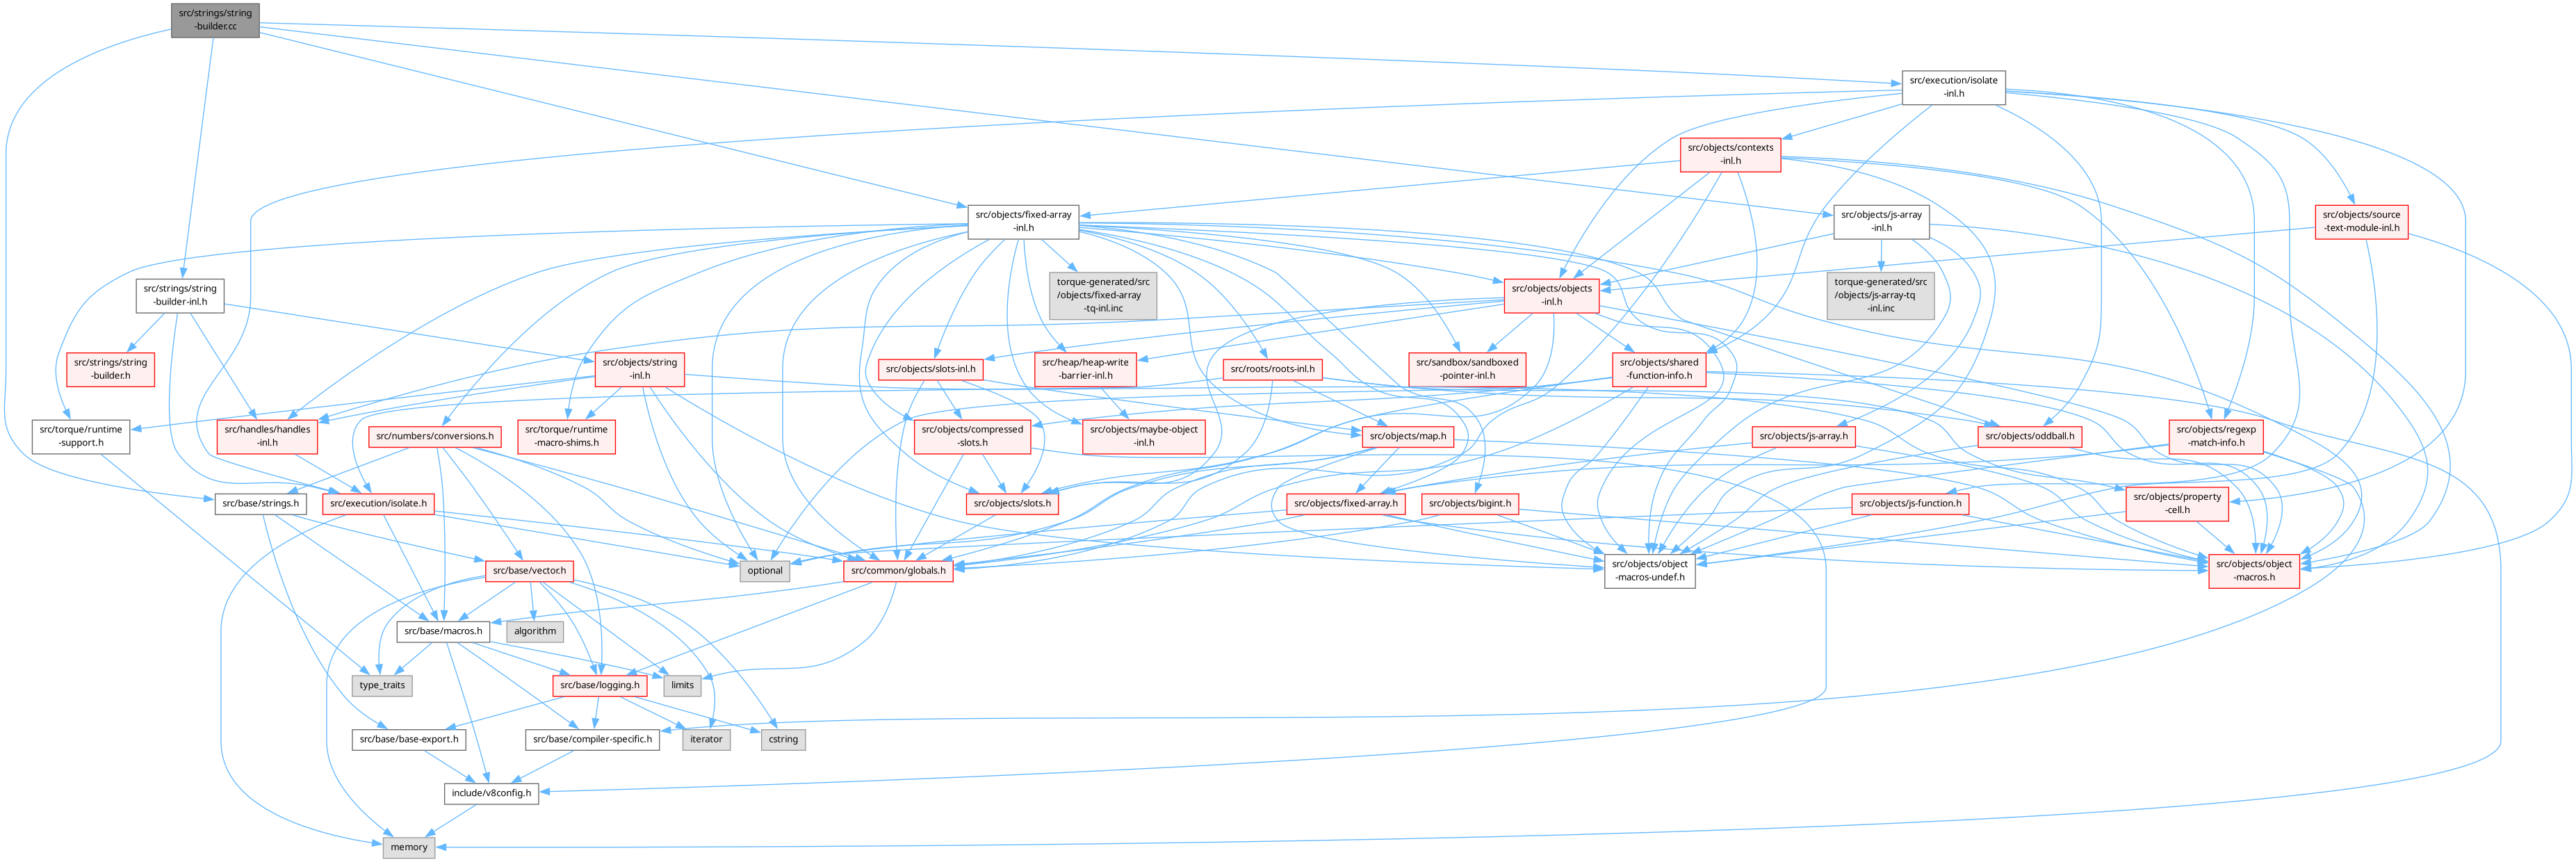 src/strings/string
-builder.cc
src/execution/isolate
-inl.h
src/objects/contexts
-inl.h
src/objects/fixed-array
-inl.h
src/objects/js-array
-inl.h
src/objects/source
-text-module-inl.h
src/strings/string
-builder-inl.h
torque-generated/src
/objects/fixed-array
-tq-inl.inc
src/objects/objects
-inl.h
torque-generated/src
/objects/js-array-tq
-inl.inc
src/strings/string
-builder.h
src/objects/string
-inl.h
src/objects/slots-inl.h
src/heap/heap-write
-barrier-inl.h
src/roots/roots-inl.h
src/sandbox/sandboxed
-pointer-inl.h
src/objects/shared
-function-info.h
src/torque/runtime
-support.h
src/handles/handles
-inl.h
src/numbers/conversions.h
src/torque/runtime
-macro-shims.h
src/objects/compressed
-slots.h
src/objects/maybe-object
-inl.h
src/objects/map.h
src/objects/js-array.h
src/objects/oddball.h
src/objects/regexp
-match-info.h
src/base/strings.h
src/execution/isolate.h
src/objects/slots.h
src/objects/fixed-array.h
src/objects/bigint.h
src/objects/js-function.h
src/objects/property
-cell.h
src/base/vector.h
optional
src/common/globals.h
src/objects/object
-macros-undef.h
src/objects/object
-macros.h
src/base/macros.h
algorithm
type_traits
src/base/logging.h
limits
src/base/base-export.h
src/base/compiler-specific.h
iterator
cstring
include/v8config.h
memory